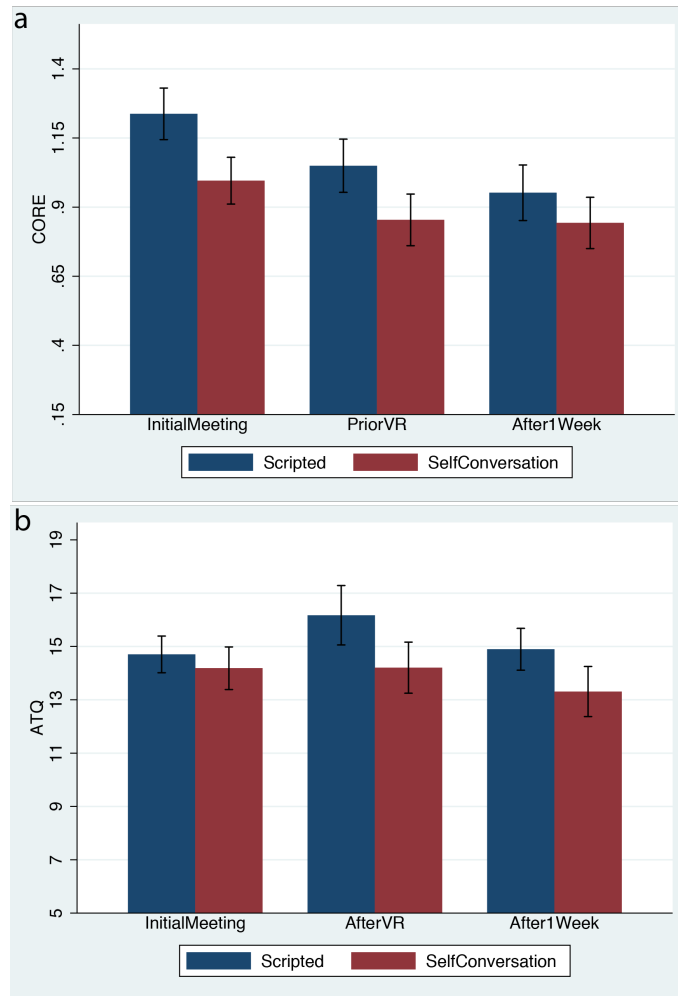 a
1.4
1.15
.9
.65
.4
.15
CORE
InitialMeeting PriorVR After1Week
Scripted SelfConversation
b
19
17
15
13
11
9
7
5
ATQ
InitialMeeting AfterVR After1Week
Scripted SelfConversation